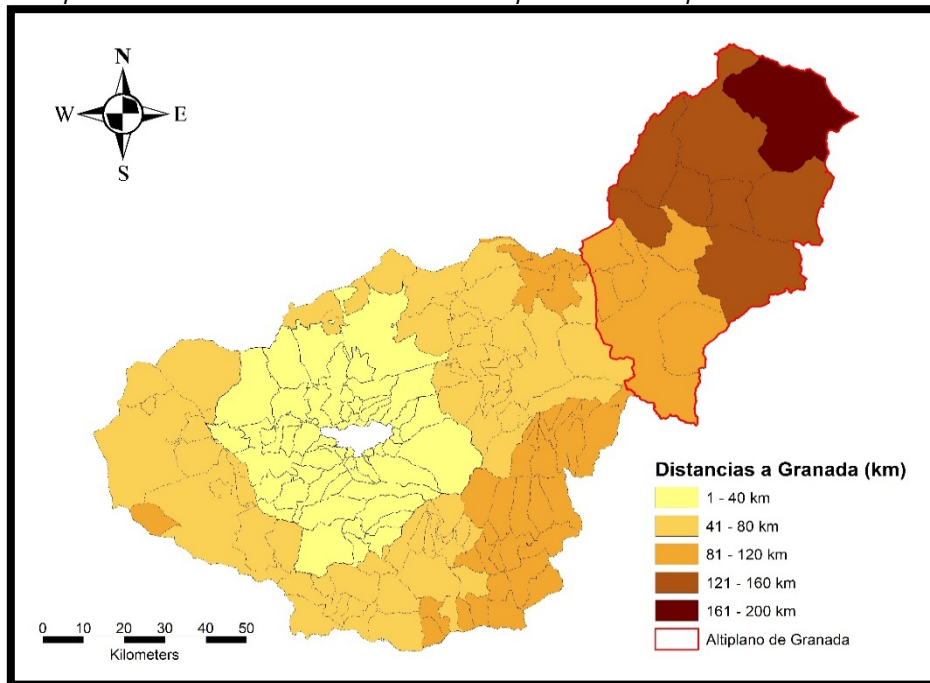 N
W E
S
Distancias a Granada (km)
1 - 40 km
41 - 80 km
81 - 120 km
121 - 160 km
161 - 200 km
Altiplano de Granada
0 10 20 30 40 50
Kilometers